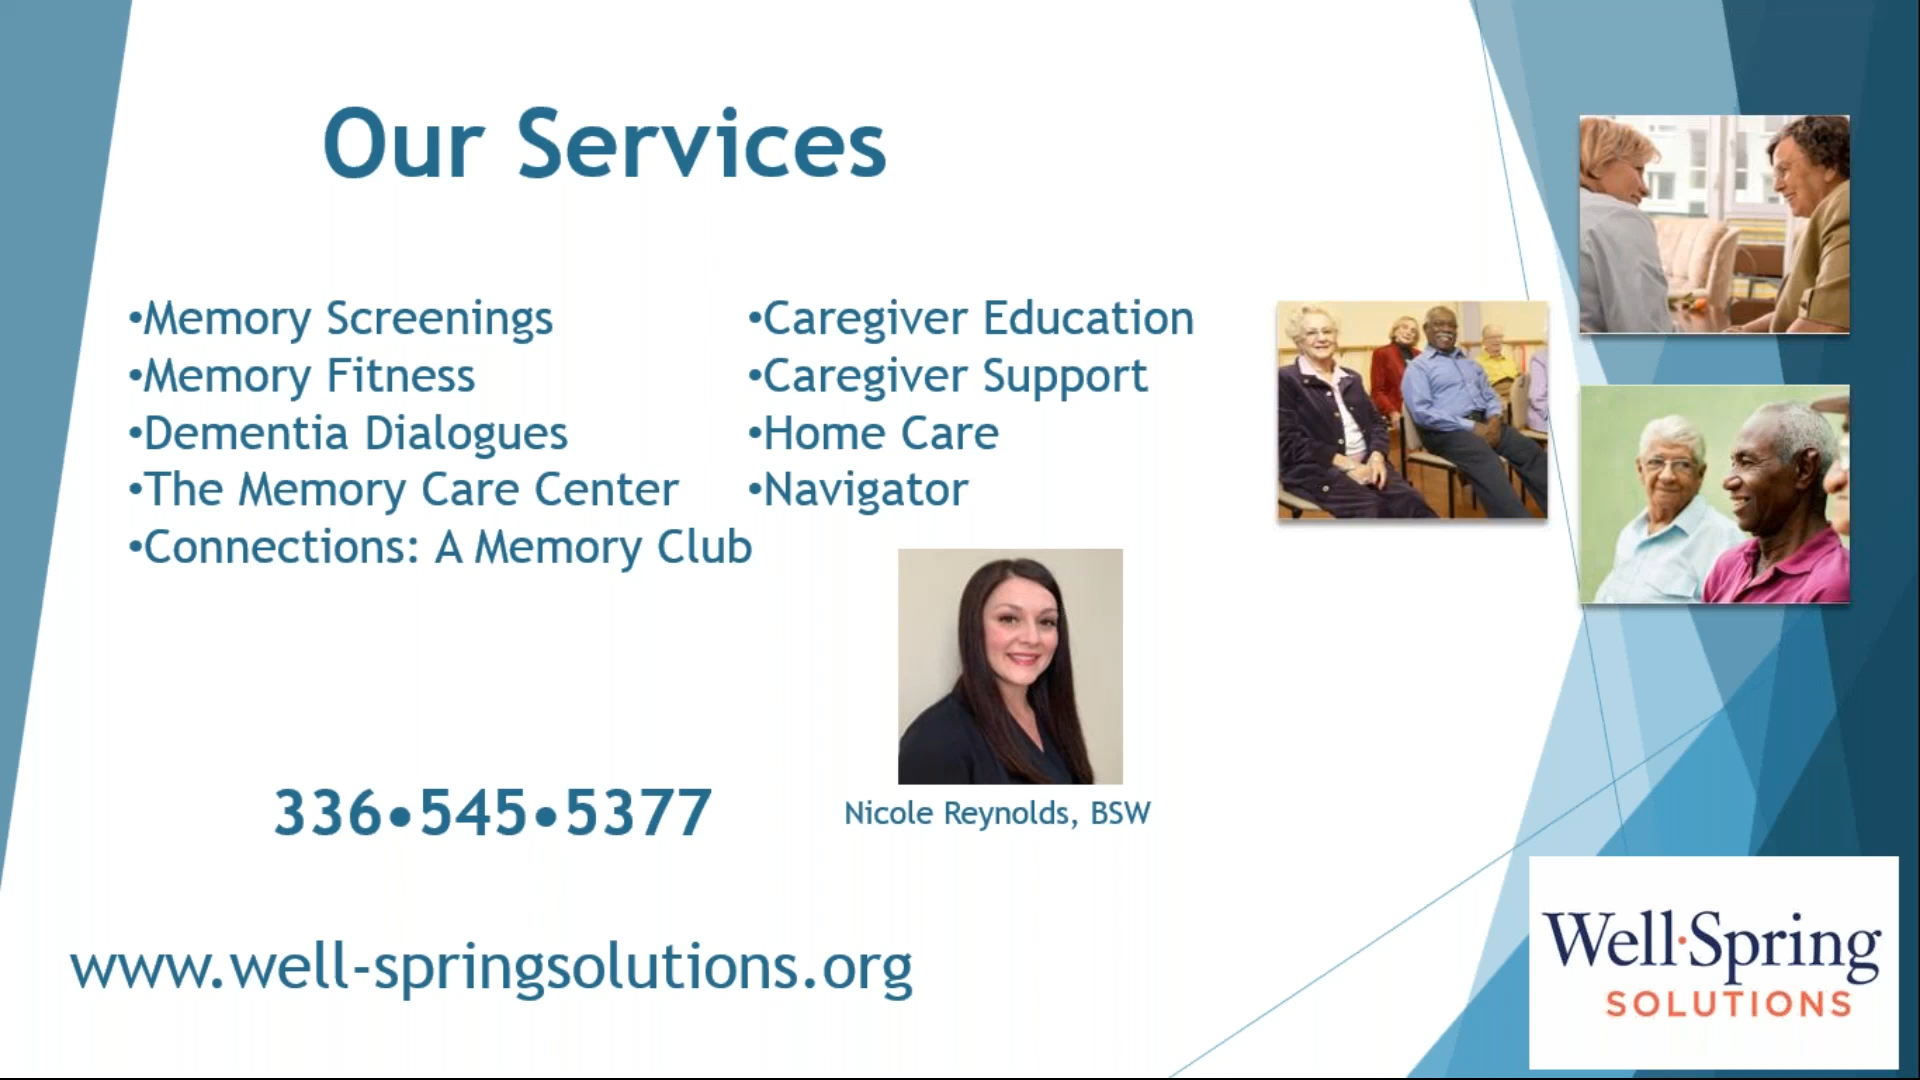 Our Services
•Memory Screenings
•Memory Fitness
•Dementia Dialogues
•The Memory Care Center
•Connections: A Memory Club
•Caregiver Education
•Caregiver Support
•Home Care
•Navigator
336•545•5377
Nicole Reynolds, BSW
www.well-springsolutions.org
Well·Spring
SOLUTIONS